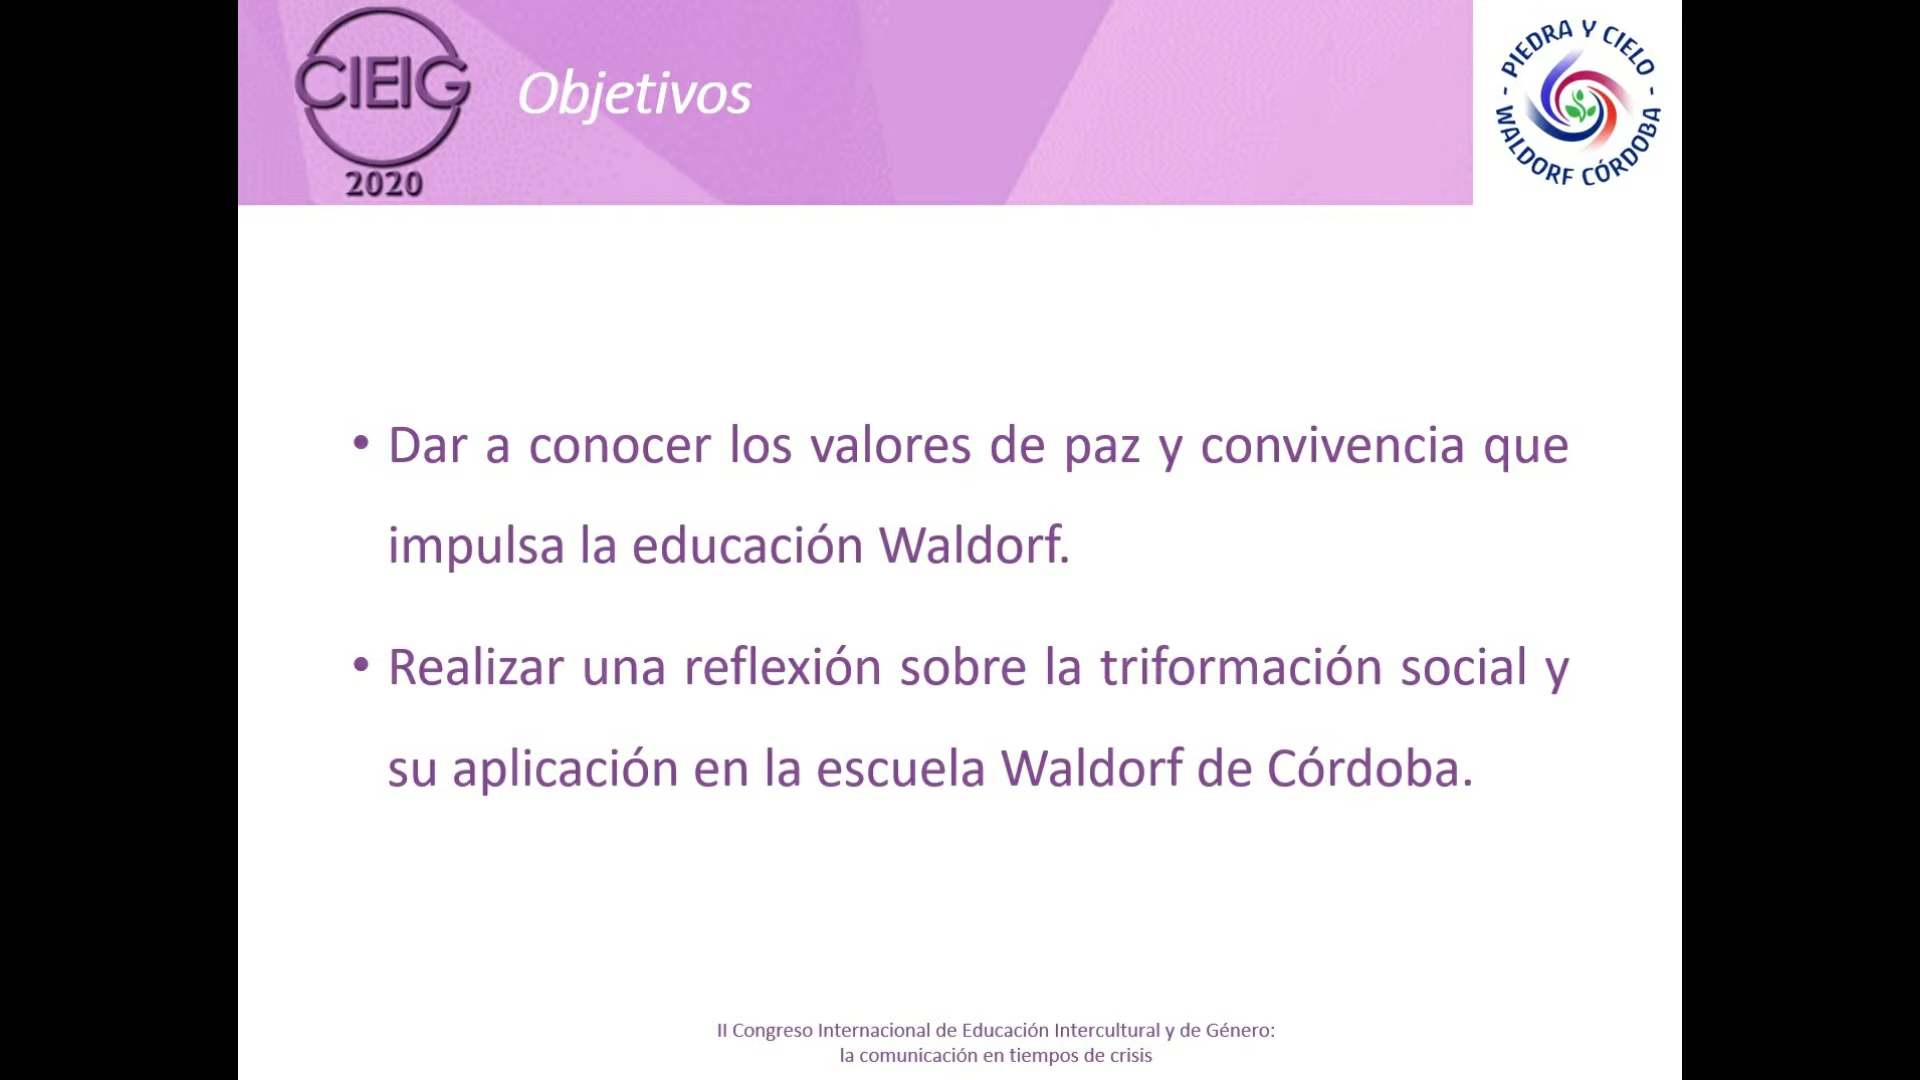 CIEIG
2020
Objetivos
- PIEDRA Y CIELO -
WALDORF CÓRDOBA
• Dar a conocer los valores de paz y convivencia que
impulsa la educación Waldorf.
• Realizar una reflexión sobre la triformación social y
su aplicación en la escuela Waldorf de Córdoba.
II Congreso Internacional de Educación Intercultural y de Género:
la comunicación en tiempos de crisis